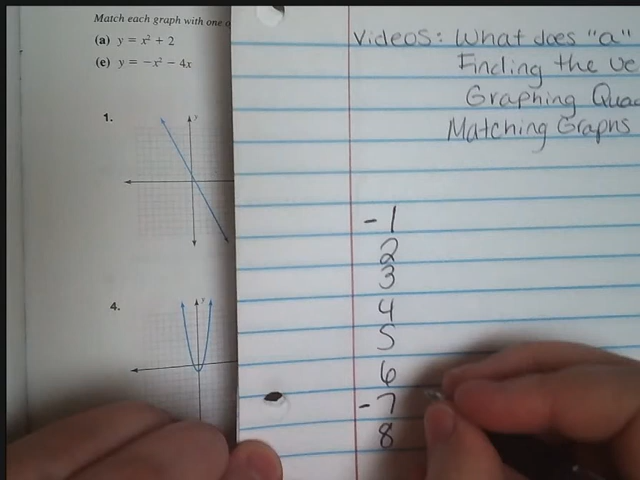 Match each graph with one
(a) y = x² + 2
(e) y = −x² − 4x
1.
y
4.
y
Videos: What does "a"
Finding the ve
Graphing Quad
Matching Graphs
-1
2
3
4
5
6
-7
8